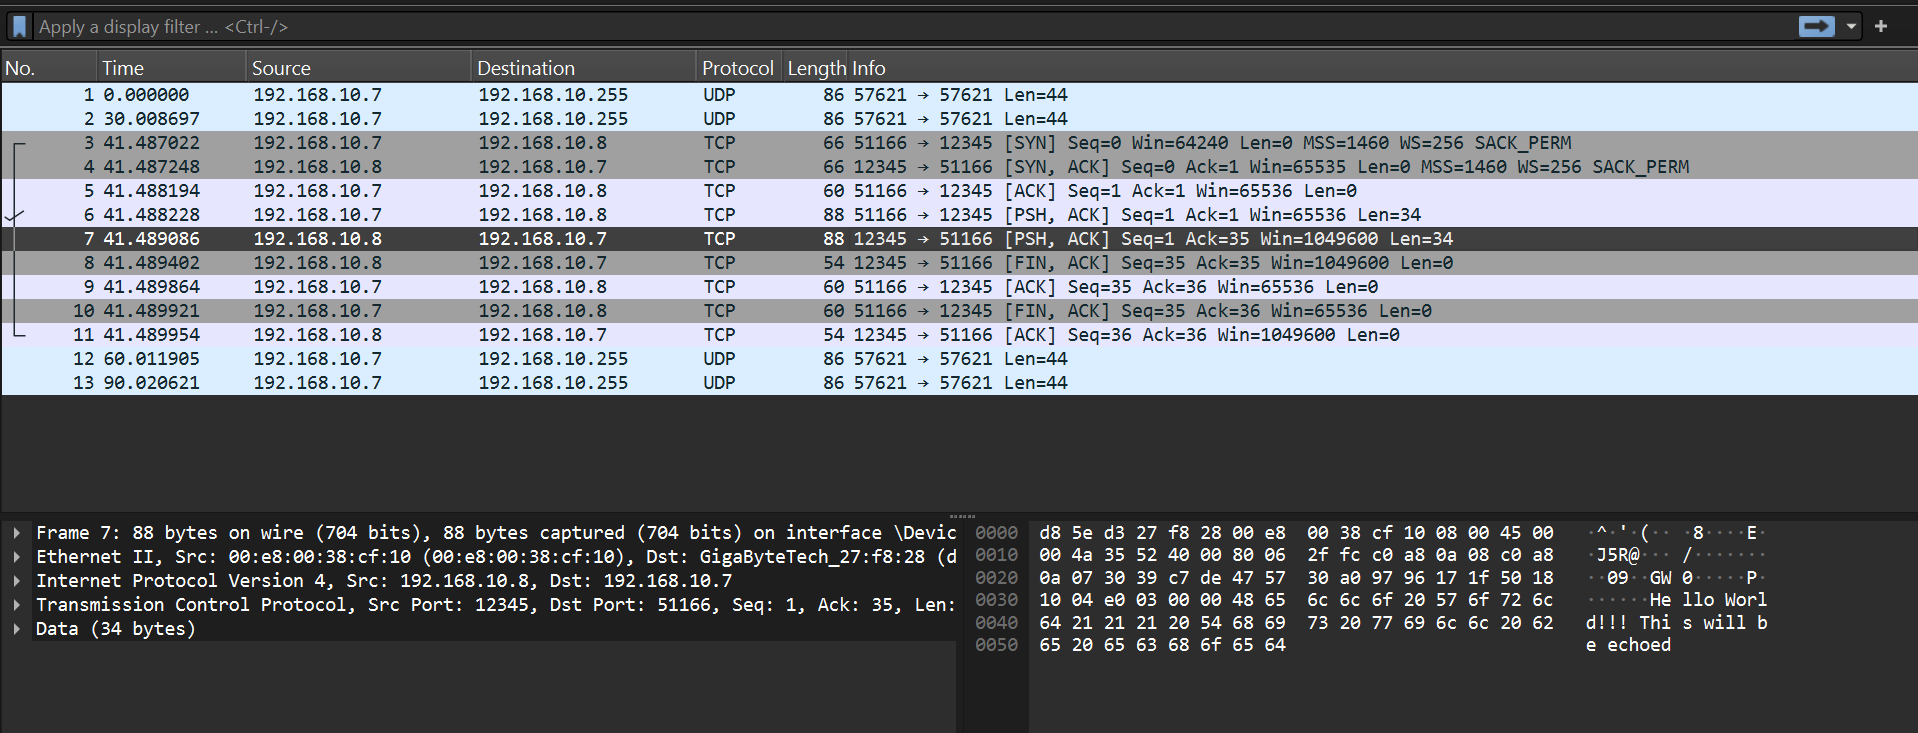 Apply a display filter ... <Ctrl-/>
No. Time Source Destination Protocol Length Info
1 0.000000 192.168.10.7 192.168.10.255 UDP 86 57621 → 57621 Len=44
2 30.008697 192.168.10.7 192.168.10.255 UDP 86 57621 → 57621 Len=44
3 41.487022 192.168.10.7 192.168.10.8 TCP 66 51166 → 12345 [SYN] Seq=0 Win=64240 Len=0 MSS=1460 WS=256 SACK_PERM
4 41.487248 192.168.10.8 192.168.10.7 TCP 66 12345 → 51166 [SYN, ACK] Seq=0 Ack=1 Win=65535 Len=0 MSS=1460 WS=256 SACK_PERM
5 41.488194 192.168.10.7 192.168.10.8 TCP 60 51166 → 12345 [ACK] Seq=1 Ack=1 Win=65536 Len=0
6 41.488228 192.168.10.7 192.168.10.8 TCP 88 51166 → 12345 [PSH, ACK] Seq=1 Ack=1 Win=65536 Len=34
7 41.489086 192.168.10.8 192.168.10.7 TCP 88 12345 → 51166 [PSH, ACK] Seq=1 Ack=35 Win=1049600 Len=34
8 41.489402 192.168.10.8 192.168.10.7 TCP 54 12345 → 51166 [FIN, ACK] Seq=35 Ack=35 Win=1049600 Len=0
9 41.489864 192.168.10.7 192.168.10.8 TCP 60 51166 → 12345 [ACK] Seq=35 Ack=36 Win=65536 Len=0
10 41.489921 192.168.10.7 192.168.10.8 TCP 60 51166 → 12345 [FIN, ACK] Seq=35 Ack=36 Win=65536 Len=0
11 41.489954 192.168.10.8 192.168.10.7 TCP 54 12345 → 51166 [ACK] Seq=36 Ack=36 Win=1049600 Len=0
12 60.011905 192.168.10.7 192.168.10.255 UDP 86 57621 → 57621 Len=44
13 90.020621 192.168.10.7 192.168.10.255 UDP 86 57621 → 57621 Len=44
Frame 7: 88 bytes on wire (704 bits), 88 bytes captured (704 bits) on interface \Devic
Ethernet II, Src: 00:e8:00:38:cf:10 (00:e8:00:38:cf:10), Dst: GigaByteTech_27:f8:28 (d
Internet Protocol Version 4, Src: 192.168.10.8, Dst: 192.168.10.7
Transmission Control Protocol, Src Port: 12345, Dst Port: 51166, Seq: 1, Ack: 35, Len:
Data (34 bytes)
0000 d8 5e d3 27 f8 28 00 e8 00 38 cf 10 08 00 45 00 ·^·'·(·· ·8····E·
0010 00 4a 35 52 40 00 80 06 2f fc c0 a8 0a 08 c0 a8 ·J5R@··· /·······
0020 0a 07 30 39 c7 de 47 57 30 a0 97 96 17 1f 50 18 ··09··GW 0·····P·
0030 10 04 e0 03 00 00 48 65 6c 6c 6f 20 57 6f 72 6c ······He llo Worl
0040 64 21 21 21 20 54 68 69 73 20 77 69 6c 6c 20 62 d!!! Thi s will b
0050 65 20 65 63 68 6f 65 64 e echoed